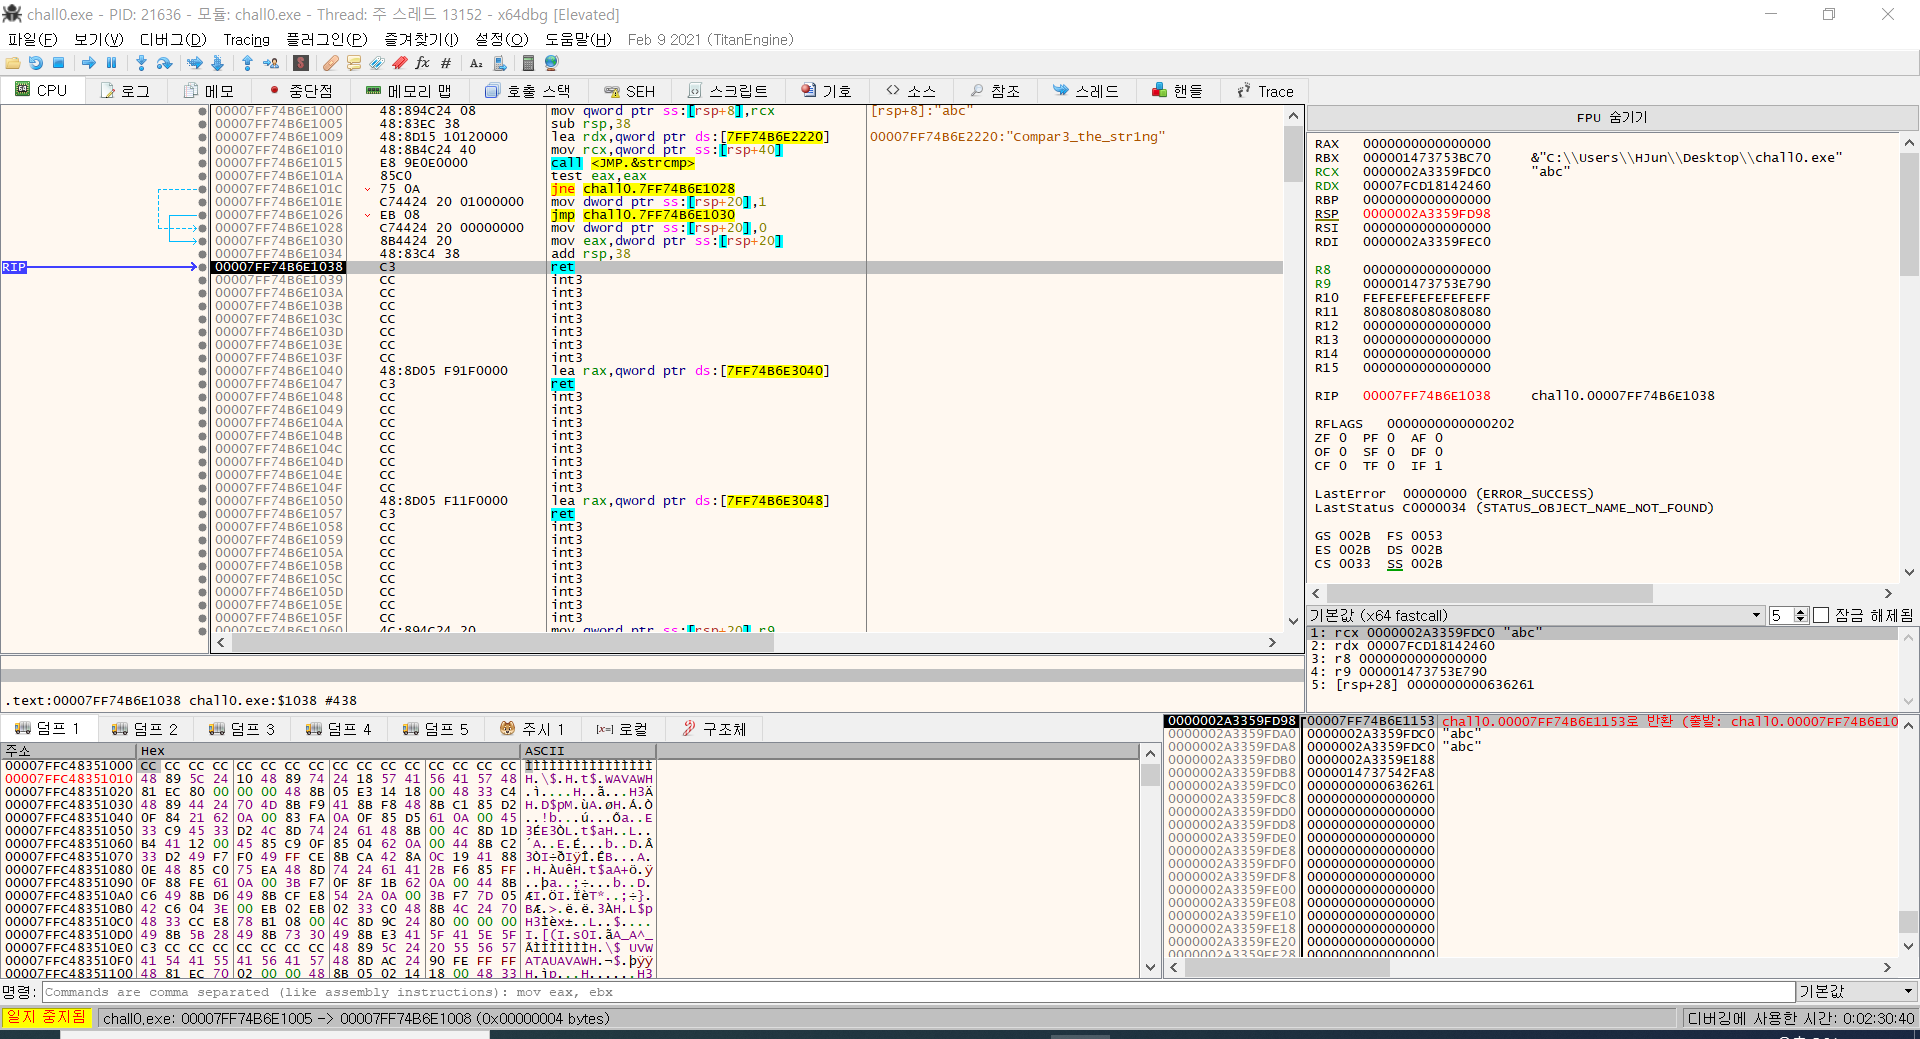 chall0.exe - PID: 21636 - 모듈: chall0.exe - Thread: 주 스레드 13152 - x64dbg [Elevated]
파일(F) 보기(V) 디버그(D) Tracing 플러그인(P) 즐겨찾기(I) 설정(O) 도움말(H) Feb 9 2021 (TitanEngine)
CPU 로그 메모 중단점 메모리 맵 호출 스택 SEH 스크립트 기호 소스 참조 스레드 핸들 Trace
00007FF74B6E1000 48:894C24 08 mov qword ptr ss:[rsp+8],rcx [rsp+8]:"abc"
00007FF74B6E1005 48:83EC 38 sub rsp,38
00007FF74B6E1009 48:8D15 10120000 lea rdx,qword ptr ds:[7FF74B6E2220] 00007FF74B6E2220:"Compar3_the_str1ng"
00007FF74B6E1010 48:8B4C24 40 mov rcx,qword ptr ss:[rsp+40]
00007FF74B6E1015 E8 9E0E0000 call <JMP.&strcmp>
00007FF74B6E101A 85C0 test eax,eax
00007FF74B6E101C 75 0A jne chall0.7FF74B6E1028
00007FF74B6E101E C74424 20 01000000 mov dword ptr ss:[rsp+20],1
00007FF74B6E1026 EB 08 jmp chall0.7FF74B6E1030
00007FF74B6E1028 C74424 20 00000000 mov dword ptr ss:[rsp+20],0
00007FF74B6E1030 8B4424 20 mov eax,dword ptr ss:[rsp+20]
00007FF74B6E1034 48:83C4 38 add rsp,38
RIP 00007FF74B6E1038 C3 ret
00007FF74B6E1039 CC int3
00007FF74B6E103A CC int3
00007FF74B6E103B CC int3
00007FF74B6E103C CC int3
00007FF74B6E103D CC int3
00007FF74B6E103E CC int3
00007FF74B6E103F CC int3
00007FF74B6E1040 48:8D05 F91F0000 lea rax,qword ptr ds:[7FF74B6E3040]
00007FF74B6E1047 C3 ret
00007FF74B6E1048 CC int3
00007FF74B6E1049 CC int3
00007FF74B6E104A CC int3
00007FF74B6E104B CC int3
00007FF74B6E104C CC int3
00007FF74B6E104D CC int3
00007FF74B6E104E CC int3
00007FF74B6E104F CC int3
00007FF74B6E1050 48:8D05 F11F0000 lea rax,qword ptr ds:[7FF74B6E3048]
00007FF74B6E1057 C3 ret
00007FF74B6E1058 CC int3
00007FF74B6E1059 CC int3
00007FF74B6E105A CC int3
00007FF74B6E105B CC int3
00007FF74B6E105C CC int3
00007FF74B6E105D CC int3
00007FF74B6E105E CC int3
00007FF74B6E105F CC int3
00007FF74B6E1060 4C:894C24 20 mov qword ptr ss:[rsp+20],r9
FPU 숨기기
RAX 0000000000000000
RBX 000001473753BC70 &"C:\\Users\\HJun\\Desktop\\chall0.exe"
RCX 0000002A3359FDC0 "abc"
RDX 00007FCD18142460
RBP 0000000000000000
RSP 0000002A3359FD98
RSI 0000000000000000
RDI 0000002A3359FEC0
R8 0000000000000000
R9 000001473753E790
R10 FEFEFEFEFEFEFEFF
R11 8080808080808080
R12 0000000000000000
R13 0000000000000000
R14 0000000000000000
R15 0000000000000000
RIP 00007FF74B6E1038 chall0.00007FF74B6E1038
RFLAGS 0000000000000202
ZF 0 PF 0 AF 0
OF 0 SF 0 DF 0
CF 0 TF 0 IF 1
LastError 00000000 (ERROR_SUCCESS)
LastStatus C0000034 (STATUS_OBJECT_NAME_NOT_FOUND)
GS 002B FS 0053
ES 002B DS 002B
CS 0033 SS 002B
기본값 (x64 fastcall) 5 잠금 해제됨
1: rcx 0000002A3359FDC0 "abc"
2: rdx 00007FCD18142460
3: r8 0000000000000000
4: r9 000001473753E790
5: [rsp+28] 0000000000636261
.text:00007FF74B6E1038 chall0.exe:$1038 #438
덤프 1 덤프 2 덤프 3 덤프 4 덤프 5 주시 1 [x=] 로컬 구조체
주소 Hex ASCII
00007FFC48351000 CC CC CC CC CC CC CC CC CC CC CC CC CC CC CC CC ÌÌÌÌÌÌÌÌÌÌÌÌÌÌÌÌ
00007FFC48351010 48 89 5C 24 10 48 89 74 24 18 57 41 56 41 57 48 H.\$.H.t$.WAVAWH
00007FFC48351020 81 EC 80 00 00 00 48 8B 05 E3 14 18 00 48 33 C4 .ì....H..ã...H3Ä
00007FFC48351030 48 89 44 24 70 4D 8B F9 41 8B F8 48 8B C1 85 D2 H.D$pM.ùA.øH.Á.Ò
00007FFC48351040 0F 84 21 62 0A 00 83 FA 0A 0F 85 D5 61 0A 00 45 ..!b...ú...Õa..E
00007FFC48351050 33 C9 45 33 D2 4C 8D 74 24 61 48 8B 00 4C 8D 1D 3ÉE3ÒL.t$aH..L..
00007FFC48351060 B4 41 12 00 45 85 C9 0F 85 04 62 0A 00 44 8B C2 ´A..E.É...b..D.Â
00007FFC48351070 33 D2 49 F7 F0 49 FF CE 8B CA 42 8A 0C 19 41 88 3ÒI÷ðIÿÎ.ÊB...A.
00007FFC48351080 0E 48 85 C0 75 EA 48 8D 74 24 61 41 2B F6 85 FF .H.ÀuêH.t$aA+ö.ÿ
00007FFC48351090 0F 88 FE 61 0A 00 3B F7 0F 8F 1B 62 0A 00 44 8B ..þa..;÷...b..D.
00007FFC483510A0 C6 49 8B D6 49 8B CF E8 54 2A 0A 00 3B F7 7D 05 ÆI.ÖI.ÏèT*..;÷}.
00007FFC483510B0 42 C6 04 3E 00 EB 02 EB 02 33 C0 48 8B 4C 24 70 BÆ.>.ë.ë.3ÀH.L$p
00007FFC483510C0 48 33 CC E8 78 B1 08 00 4C 8D 9C 24 80 00 00 00 H3Ìèx±..L..$....
00007FFC483510D0 49 8B 5B 28 49 8B 73 30 49 8B E3 41 5F 41 5E 5F I.[(I.s0I.ãA_A^_
00007FFC483510E0 C3 CC CC CC CC CC CC CC 48 89 5C 24 20 55 56 57 ÃÌÌÌÌÌÌÌH.\$ UVW
00007FFC483510F0 41 54 41 55 41 56 41 57 48 8D AC 24 90 FE FF FF ATAUAVAWH.¬$.þÿÿ
00007FFC48351100 48 81 EC 70 02 00 00 48 8B 05 02 14 18 00 48 33 H.ìp...H......H3
0000002A3359FD98 00007FF74B6E1153 chall0.00007FF74B6E1153로 반환 (출발: chall0.00007FF74B6E10
0000002A3359FDA0 0000002A3359FDC0 "abc"
0000002A3359FDA8 0000002A3359FDC0 "abc"
0000002A3359FDB0 0000002A3359E188
0000002A3359FDB8 00000147375​42FA8
0000002A3359FDC0 0000000000636261
0000002A3359FDC8 0000000000000000
0000002A3359FDD0 0000000000000000
0000002A3359FDD8 0000000000000000
0000002A3359FDE0 0000000000000000
0000002A3359FDE8 0000000000000000
0000002A3359FDF0 0000000000000000
0000002A3359FDF8 0000000000000000
0000002A3359FE00 0000000000000000
0000002A3359FE08 0000000000000000
0000002A3359FE10 0000000000000000
0000002A3359FE18 0000000000000000
0000002A3359FE20 0000000000000000
0000002A3359FE28 0000000000000000
명령: Commands are comma separated (like assembly instructions): mov eax, ebx 기본값
일지 중지됨 chall0.exe: 00007FF74B6E1005 -> 00007FF74B6E1008 (0x00000004 bytes) 디버깅에 사용한 시간: 0:02:30:40